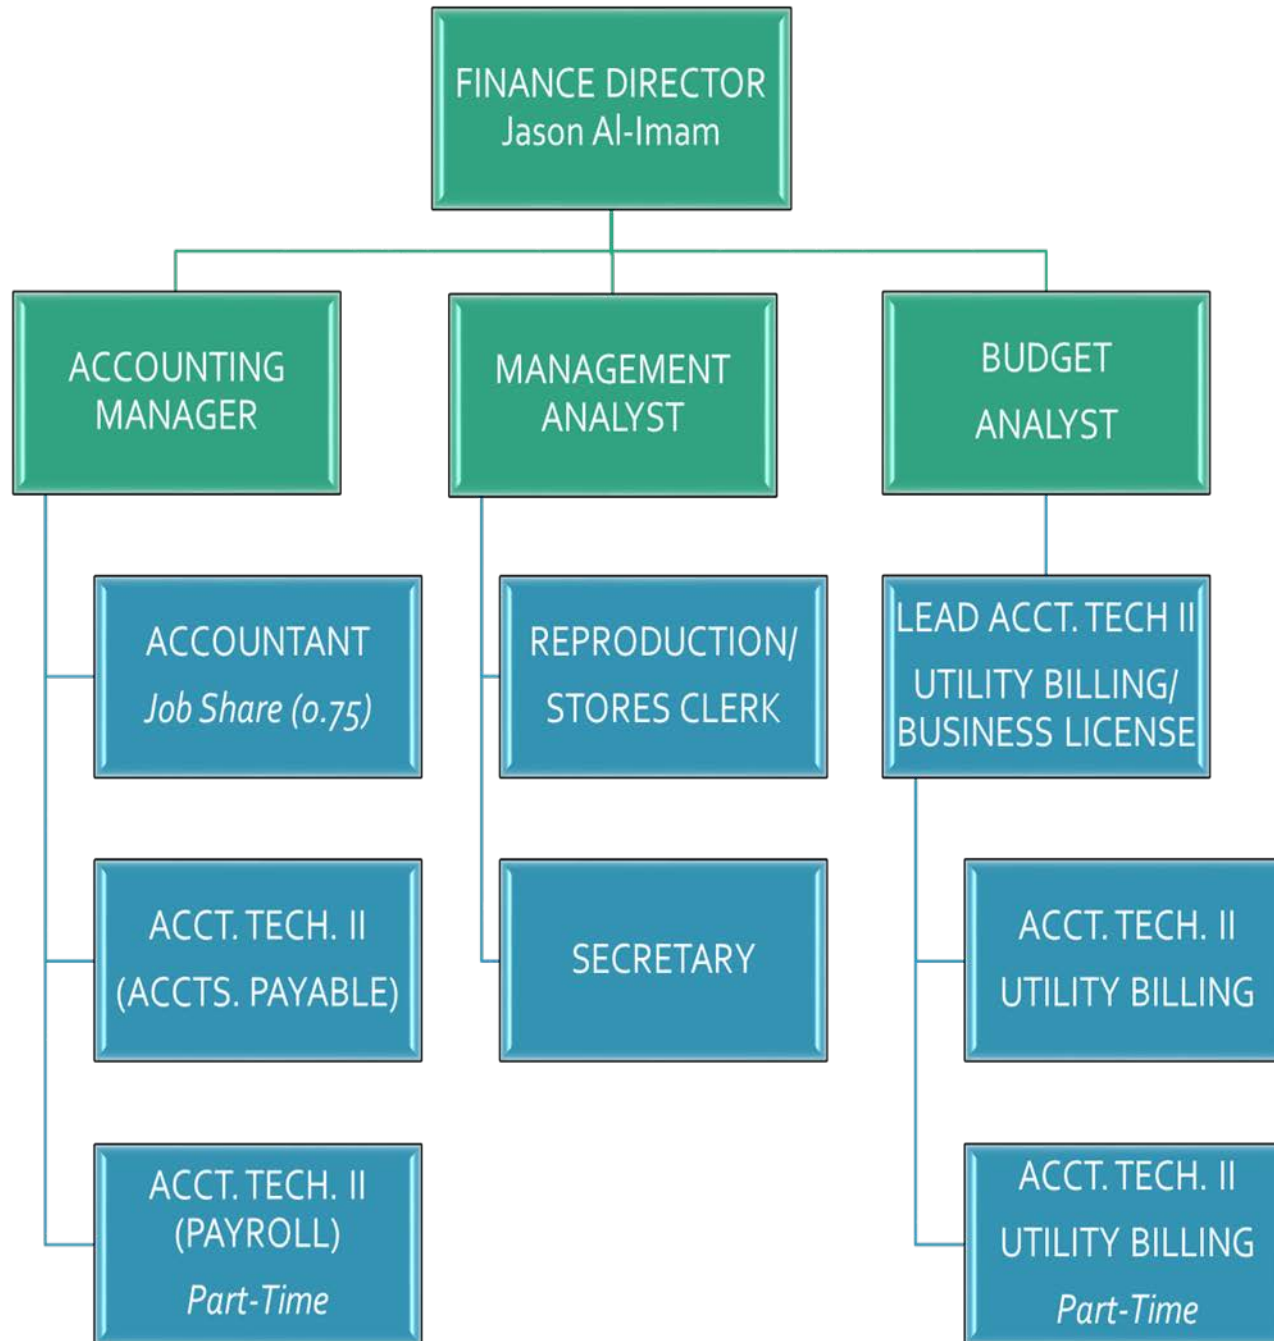 FINANCE DIRECTOR
Jason Al-Imam
ACCOUNTING
MANAGER
MANAGEMENT
ANALYST
BUDGET
ANALYST
ACCOUNTANT
Job Share (0.75)
REPRODUCTION/
STORES CLERK
LEAD ACCT. TECH II
UTILITY BILLING/
BUSINESS LICENSE
ACCT. TECH. II
(ACCTS. PAYABLE)
SECRETARY
ACCT. TECH. II
UTILITY BILLING
ACCT. TECH. II
(PAYROLL)
Part-Time
ACCT. TECH. II
UTILITY BILLING
Part-Time